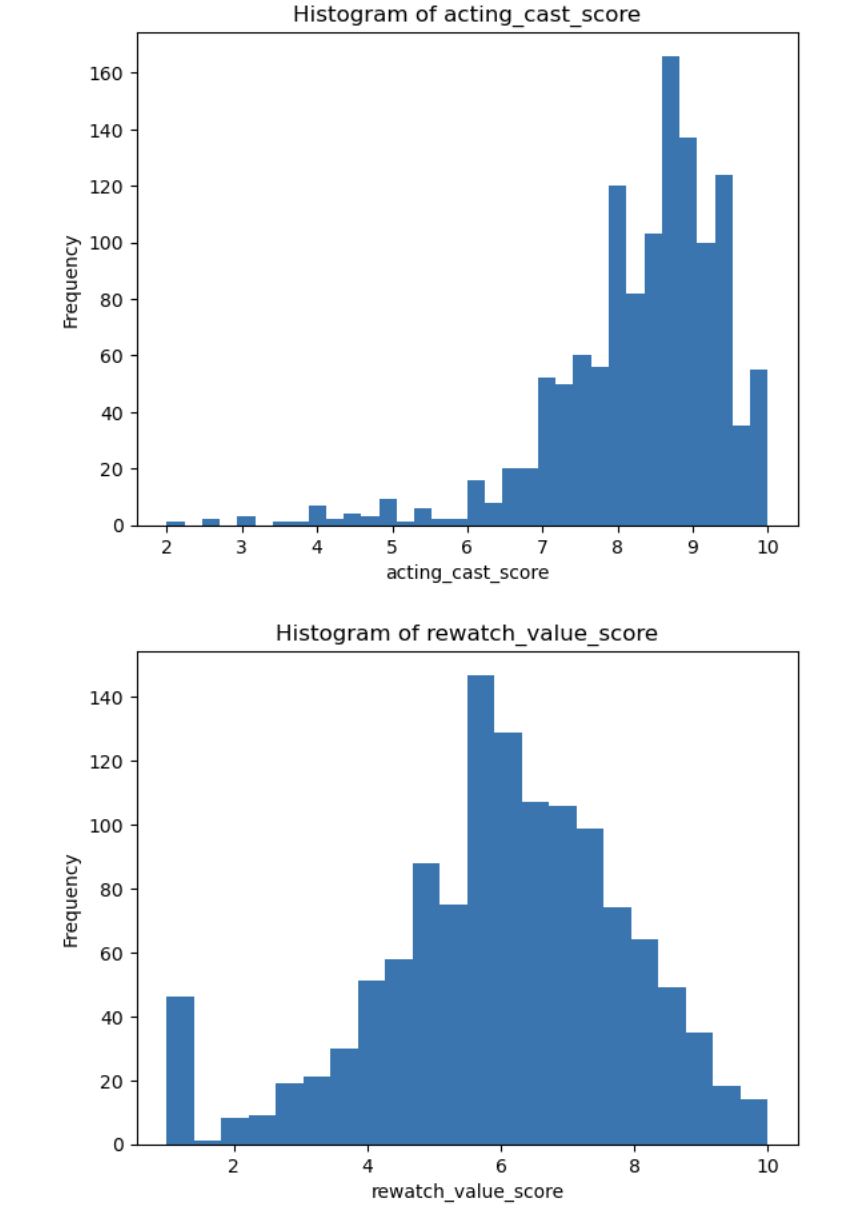 Histogram of acting_cast_score
160
140
120
100
80
60
40
20
0
Frequency
2 3 4 5 6 7 8 9 10
acting_cast_score
Histogram of rewatch_value_score
140
120
100
80
60
40
20
0
Frequency
2 4 6 8 10
rewatch_value_score